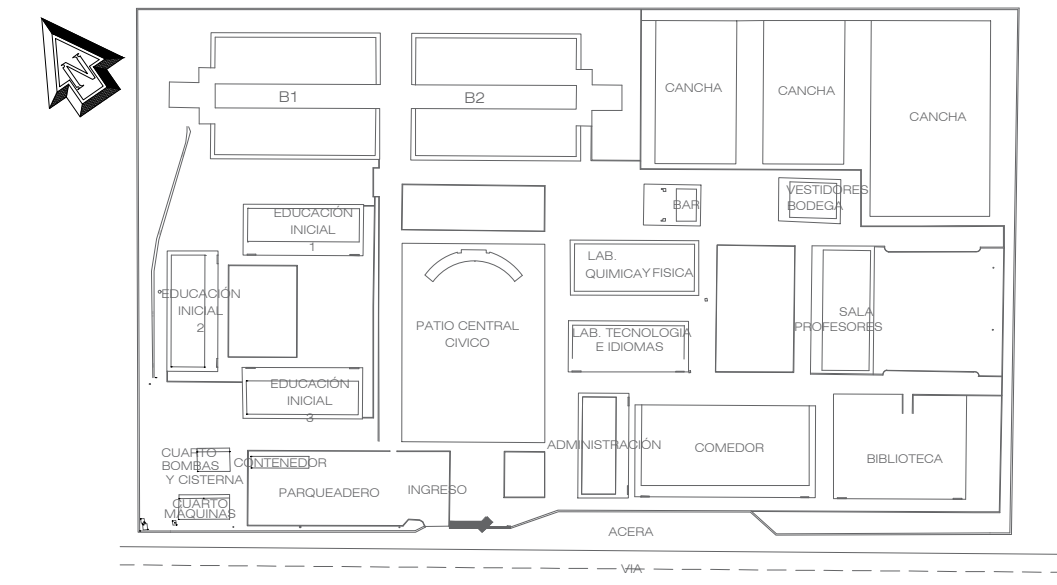 N
B1
B2
CANCHA
CANCHA
CANCHA
VESTIDORES
BODEGA
BAR
EDUCACIÓN
INICIAL
1
LAB.
QUIMICA Y FISICA
EDUCACIÓN
INICIAL
2
PATIO CENTRAL
CIVICO
LAB. TECNOLOGIA
E IDIOMAS
SALA
PROFESORES
EDUCACIÓN
INICIAL
3
ADMINISTRACIÓN
COMEDOR
BIBLIOTECA
CUARTO
BOMBAS
Y CISTERNA
CONTENEDOR
PARQUEADERO
INGRESO
CUARTO
MAQUINAS
ACERA
VIA